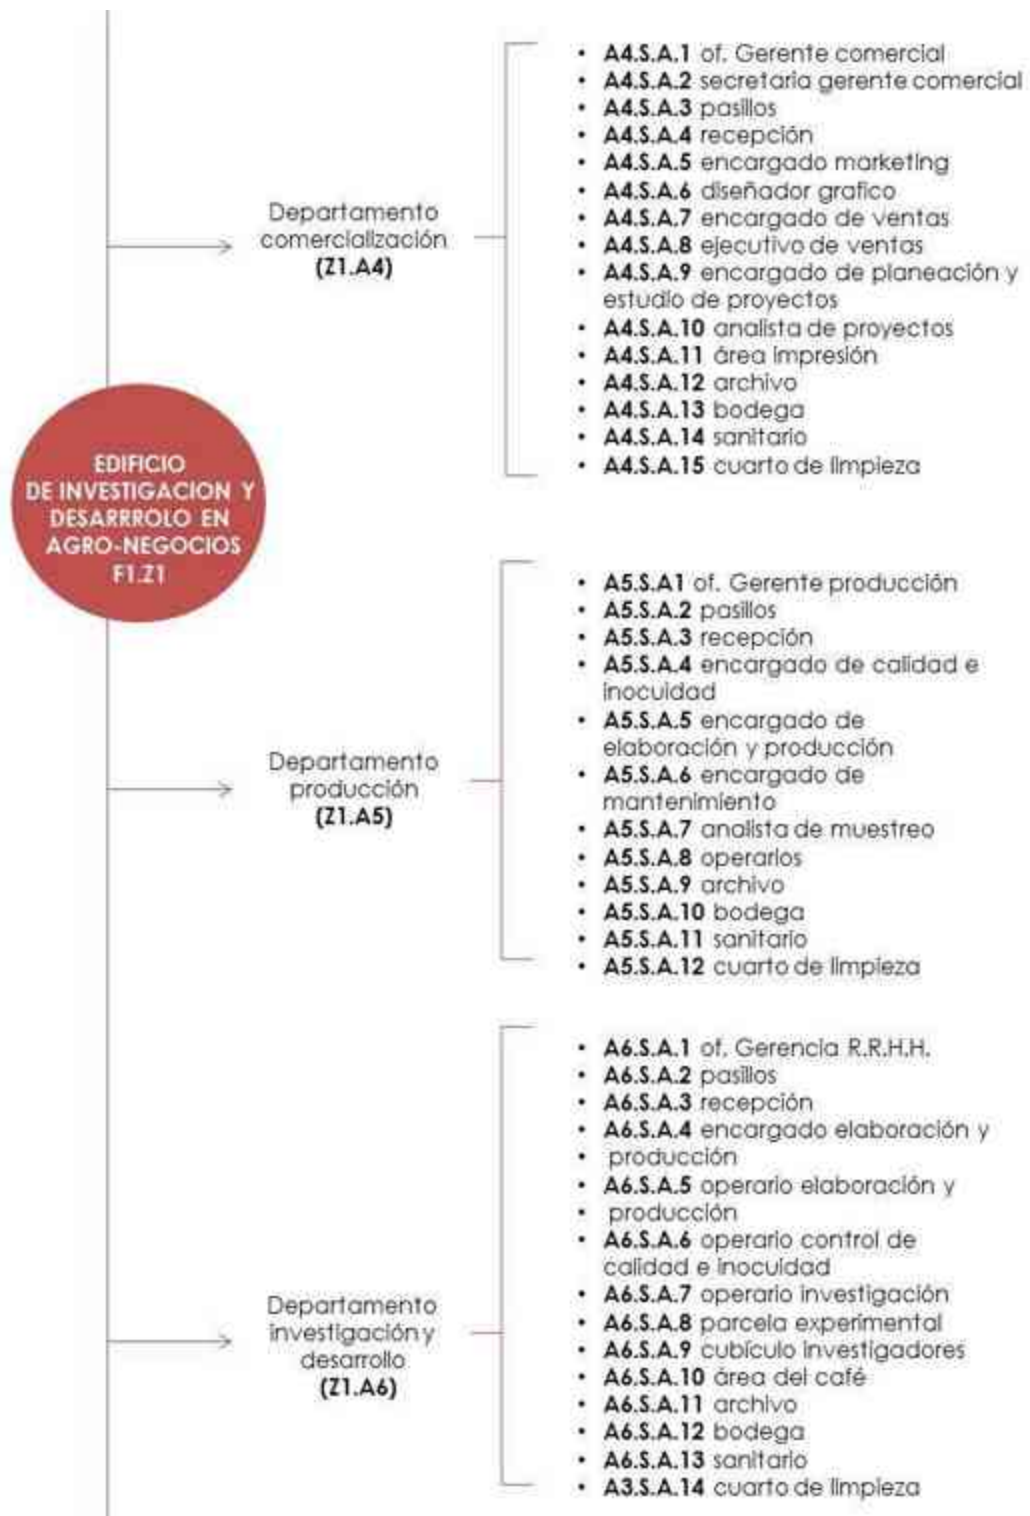 • A4.S.A.1 of. Gerente comercial
• A4.S.A.2 secretaria gerente comercial
• A4.S.A.3 pasillos
• A4.S.A.4 recepción
• A4.S.A.5 encargado marketing
• A4.S.A.6 diseñador grafico
• A4.S.A.7 encargado de ventas
• A4.S.A.8 ejecutivo de ventas
• A4.S.A.9 encargado de planeación y
estudio de proyectos
• A4.S.A.10 analista de proyectos
• A4.S.A.11 área impresión
• A4.S.A.12 archivo
• A4.S.A.13 bodega
• A4.S.A.14 sanitario
• A4.S.A.15 cuarto de limpieza
Departamento
comercialización
(Z1.A4)
EDIFICIO
DE INVESTIGACION Y
DESARRROLO EN
AGRO-NEGOCIOS
F1.Z1
• A5.S.A1 of. Gerente producción
• A5.S.A.2 pasillos
• A5.S.A.3 recepción
• A5.S.A.4 encargado de calidad e
inocuidad
• A5.S.A.5 encargado de
elaboración y producción
• A5.S.A.6 encargado de
mantenimiento
• A5.S.A.7 analista de muestreo
• A5.S.A.8 operarios
• A5.S.A.9 archivo
• A5.S.A.10 bodega
• A5.S.A.11 sanitario
• A5.S.A.12 cuarto de limpieza
Departamento
producción
(Z1.A5)
• A6.S.A.1 of. Gerencia R.R.H.H.
• A6.S.A.2 pasillos
• A6.S.A.3 recepción
• A6.S.A.4 encargado elaboración y
• producción
• A6.S.A.5 operario elaboración y
• producción
• A6.S.A.6 operario control de
calidad e inocuidad
• A6.S.A.7 operario investigación
• A6.S.A.8 parcela experimental
• A6.S.A.9 cubículo investigadores
• A6.S.A.10 área del café
• A6.S.A.11 archivo
• A6.S.A.12 bodega
• A6.S.A.13 sanitario
• A3.S.A.14 cuarto de limpieza
Departamento
investigación y
desarrollo
(Z1.A6)